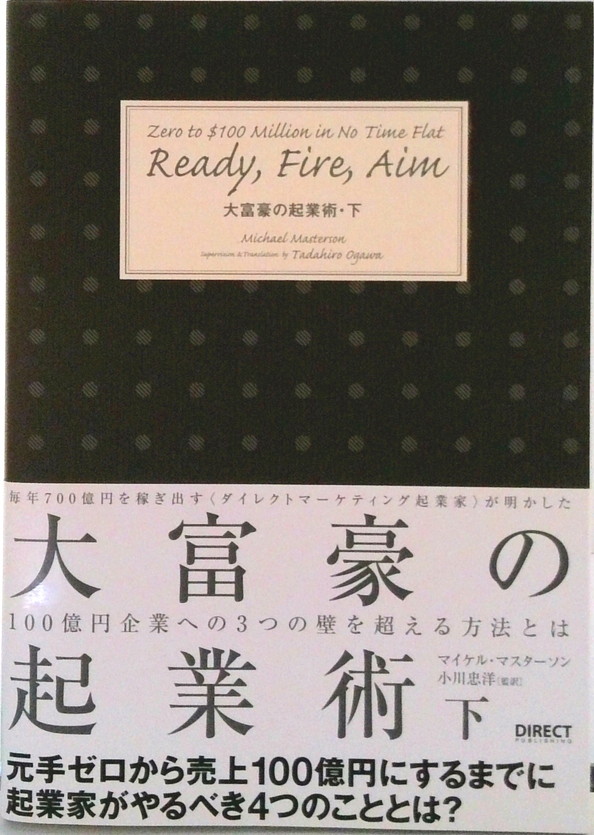 Zero to $100 Million in No Time Flat
Ready, Fire, Aim
大富豪の起業術・下
Michael Masterson
Supervision & Translation by Tadahiro Ogawa
毎年700億円を稼ぎ出す〈ダイレクトマーケティング起業家〉が明かした
大富豪の
100億円企業への3つの壁を超える方法とは
起業術 下
マイケル・マスターソン
小川忠洋[監訳]
DIRECT
PUBLISHING
元手ゼロから売上100億円にするまでに
起業家がやるべき4つのこととは?